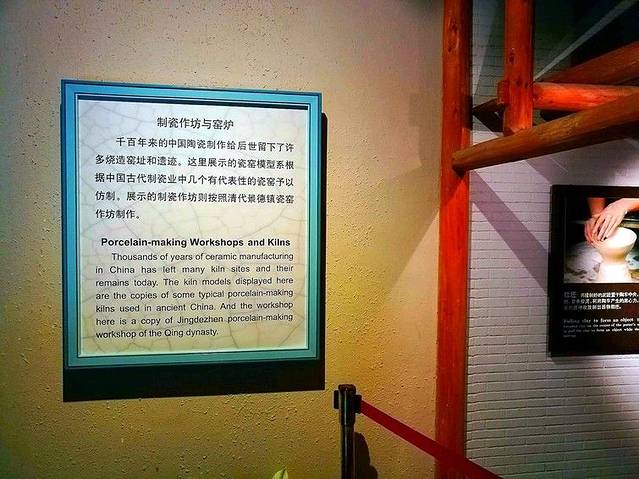 制瓷作坊与窑炉
千百年来的中国陶瓷制作给后世留下了许
多烧造窑址和遗迹。这里展示的瓷窑模型系根
据中国古代制瓷业中几个有代表性的瓷窑予以
仿制。展示的制瓷作坊则按照清代景德镇瓷窑
作坊制作。
Porcelain-making Workshops and Kilns
Thousands of years of ceramic manufacturing
in China has left many kiln sites and their
remains today. The kiln models displayed here
are the copies of some typical porcelain-making
kilns used in ancient China. And the workshop
here is a copy of Jingdezhen porcelain-making
workshop of the Qing dynasty.
Pulling clay to form an object